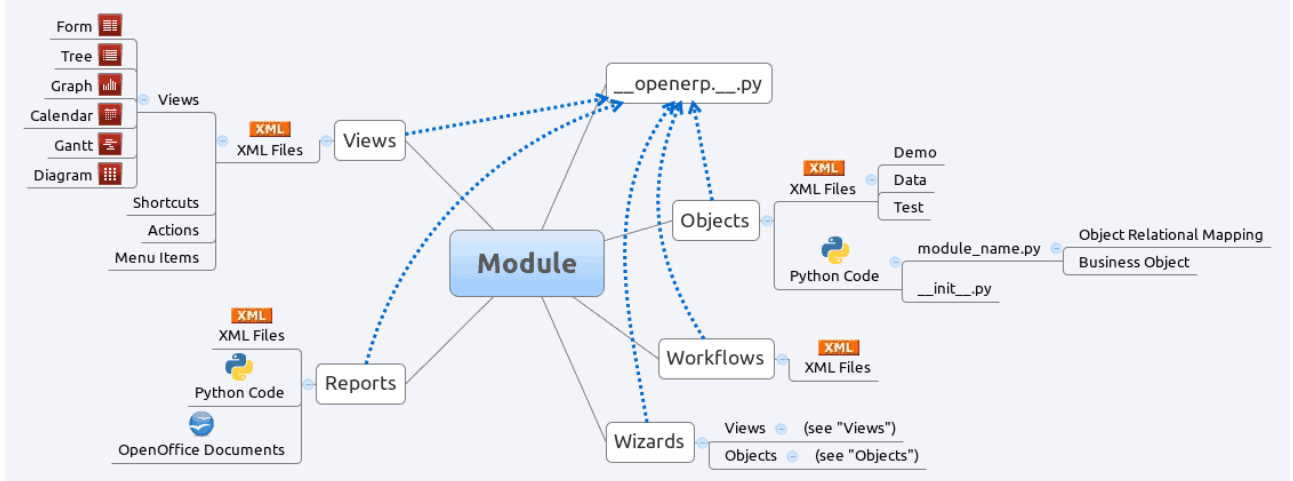 Form
Tree
Graph
Calendar
Gantt
Diagram
Views
Shortcuts
Actions
Menu Items
XML
XML Files
Views
__openerp.__.py
Module
Objects
XML
XML Files
Demo
Data
Test
Python Code
module_name.py
Object Relational Mapping
Business Object
__init__.py
Workflows
XML
XML Files
Wizards
Views (see "Views")
Objects (see "Objects")
Reports
XML
XML Files
Python Code
OpenOffice Documents